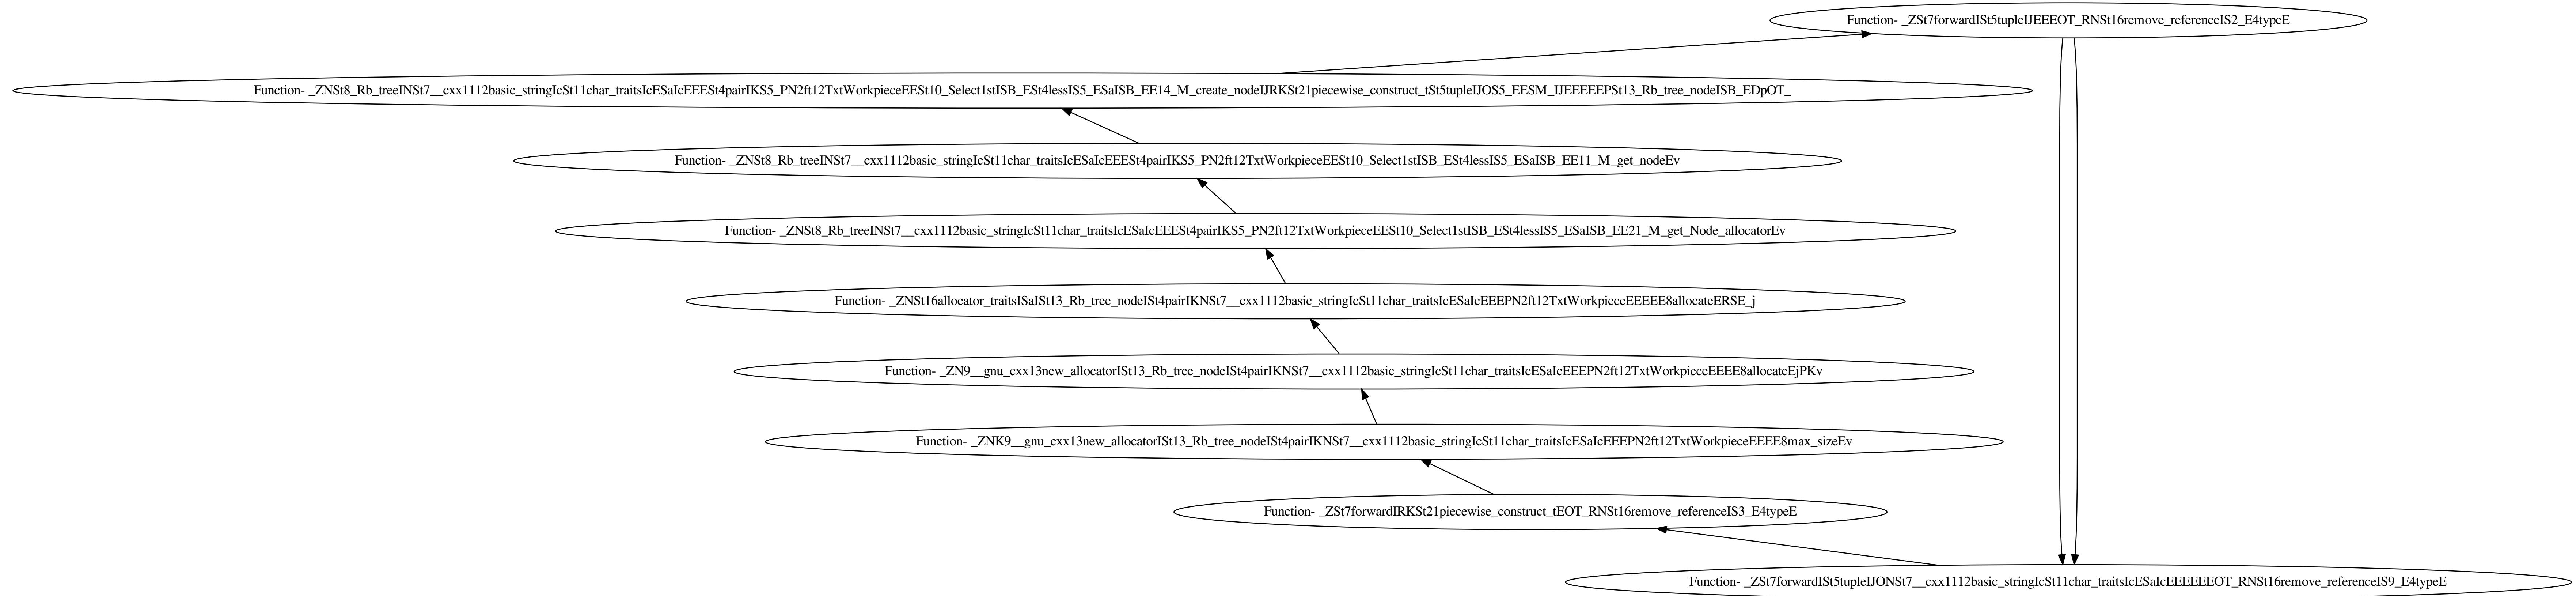 Function- _ZSt7forwardISt5tupleIJEEEOT_RNSt16remove_referenceIS2_E4typeE
Function- _ZNSt8_Rb_treeINSt7__cxx1112basic_stringIcSt11char_traitsIcESaIcEEESt4pairIKS5_PN2ft12TxtWorkpieceEESt10_Select1stISB_ESt4lessIS5_ESaISB_EE14_M_create_nodeIJRKSt21piecewise_construct_tSt5tupleIJOS5_EESM_IJEEEEEPSt13_Rb_tree_nodeISB_EDpOT_
Function- _ZNSt8_Rb_treeINSt7__cxx1112basic_stringIcSt11char_traitsIcESaIcEEESt4pairIKS5_PN2ft12TxtWorkpieceEESt10_Select1stISB_ESt4lessIS5_ESaISB_EE11_M_get_nodeEv
Function- _ZNSt8_Rb_treeINSt7__cxx1112basic_stringIcSt11char_traitsIcESaIcEEESt4pairIKS5_PN2ft12TxtWorkpieceEESt10_Select1stISB_ESt4lessIS5_ESaISB_EE21_M_get_Node_allocatorEv
Function- _ZNSt16allocator_traitsISaISt13_Rb_tree_nodeISt4pairIKNSt7__cxx1112basic_stringIcSt11char_traitsIcESaIcEEEPN2ft12TxtWorkpieceEEEEE8allocateERSE_j
Function- _ZN9__gnu_cxx13new_allocatorISt13_Rb_tree_nodeISt4pairIKNSt7__cxx1112basic_stringIcSt11char_traitsIcESaIcEEEPN2ft12TxtWorkpieceEEEE8allocateEjPKv
Function- _ZNK9__gnu_cxx13new_allocatorISt13_Rb_tree_nodeISt4pairIKNSt7__cxx1112basic_stringIcSt11char_traitsIcESaIcEEEPN2ft12TxtWorkpieceEEEE8max_sizeEv
Function- _ZSt7forwardIRKSt21piecewise_construct_tEOT_RNSt16remove_referenceIS3_E4typeE
Function- _ZSt7forwardISt5tupleIJONSt7__cxx1112basic_stringIcSt11char_traitsIcESaIcEEEEEEOT_RNSt16remove_referenceIS9_E4typeE